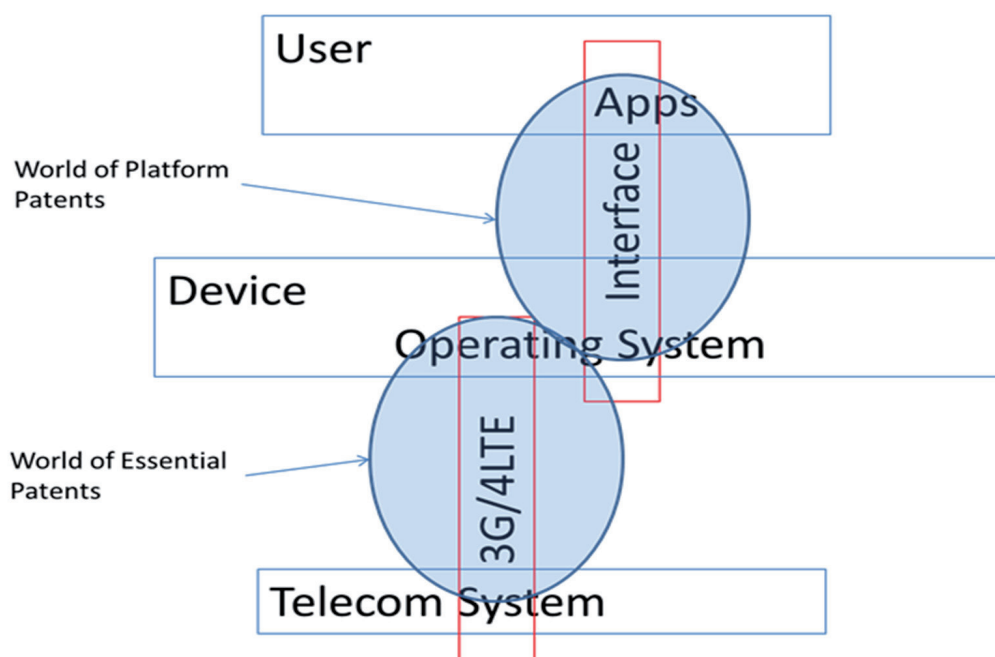 User
Apps
World of Platform
Patents
Interface
Device
Operating System
World of Essential
Patents
3G/4LTE
Telecom System